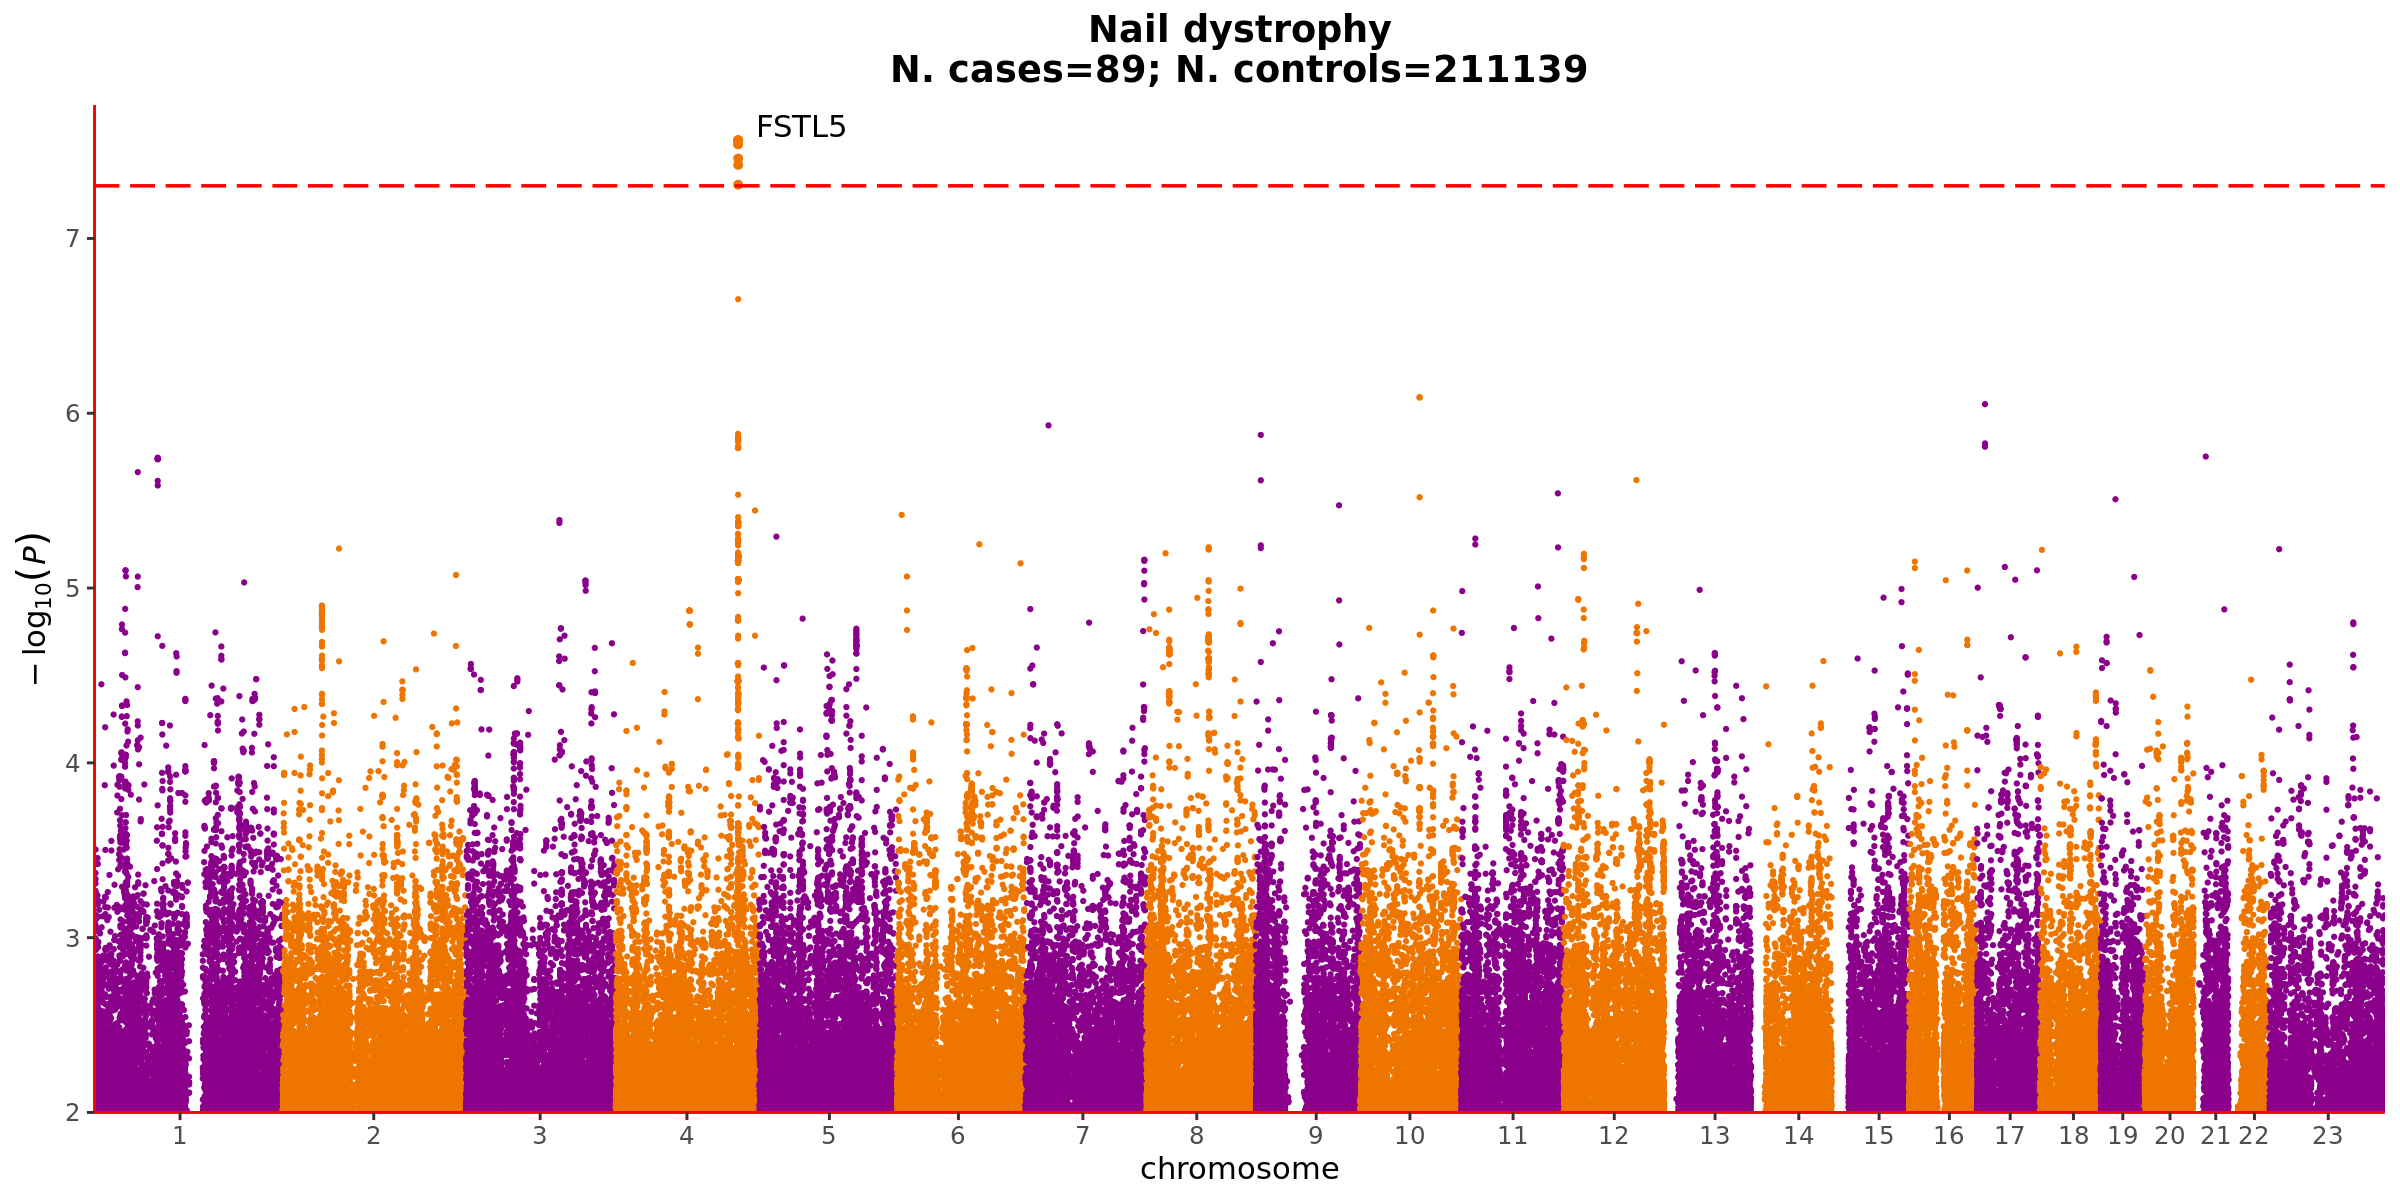 Nail dystrophy
N. cases=89; N. controls=211139
FSTL5
7
6
5
4
3
2
− log10(P)
1 2 3 4 5 6 7 8 9 10 11 12 13 14 15 16 17 18 19 20 21 22 23
chromosome